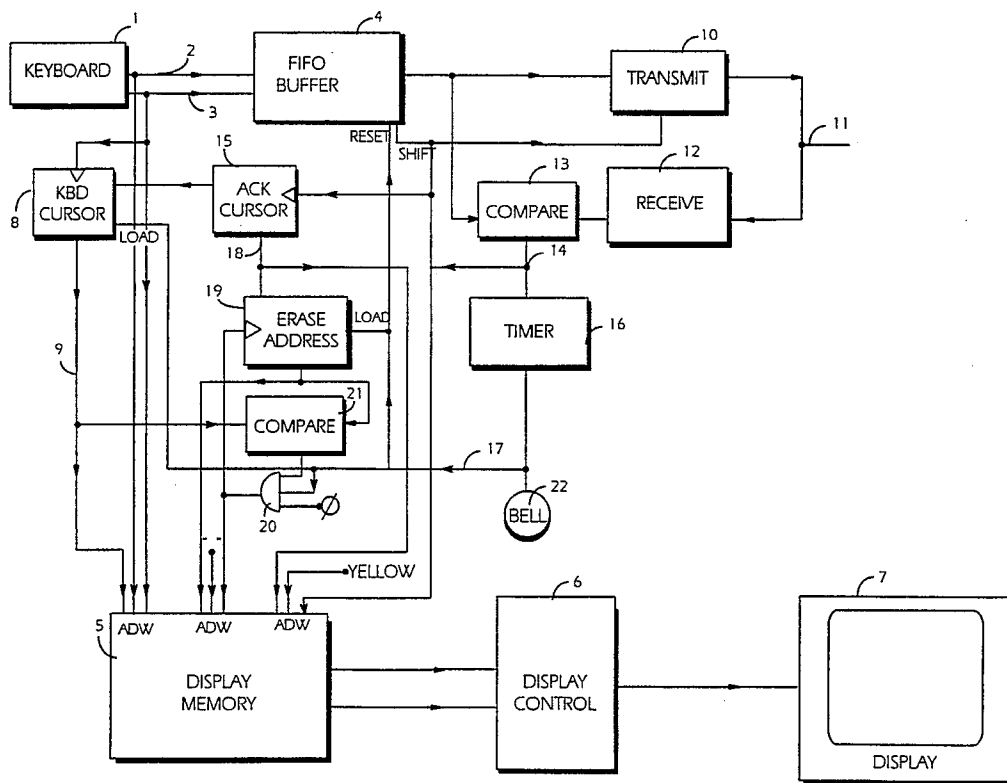 1
KEYBOARD
2
3
4
FIFO
BUFFER
RESET
SHIFT
10
TRANSMIT
11
12
RECEIVE
13
COMPARE
14
15
ACK
CURSOR
8
KBD
CURSOR
LOAD
18
19
ERASE
ADDRESS
LOAD
TIMER
16
9
21
COMPARE
17
20
22
BELL
YELLOW
5
ADW
ADW
ADW
DISPLAY
MEMORY
6
DISPLAY
CONTROL
7
DISPLAY